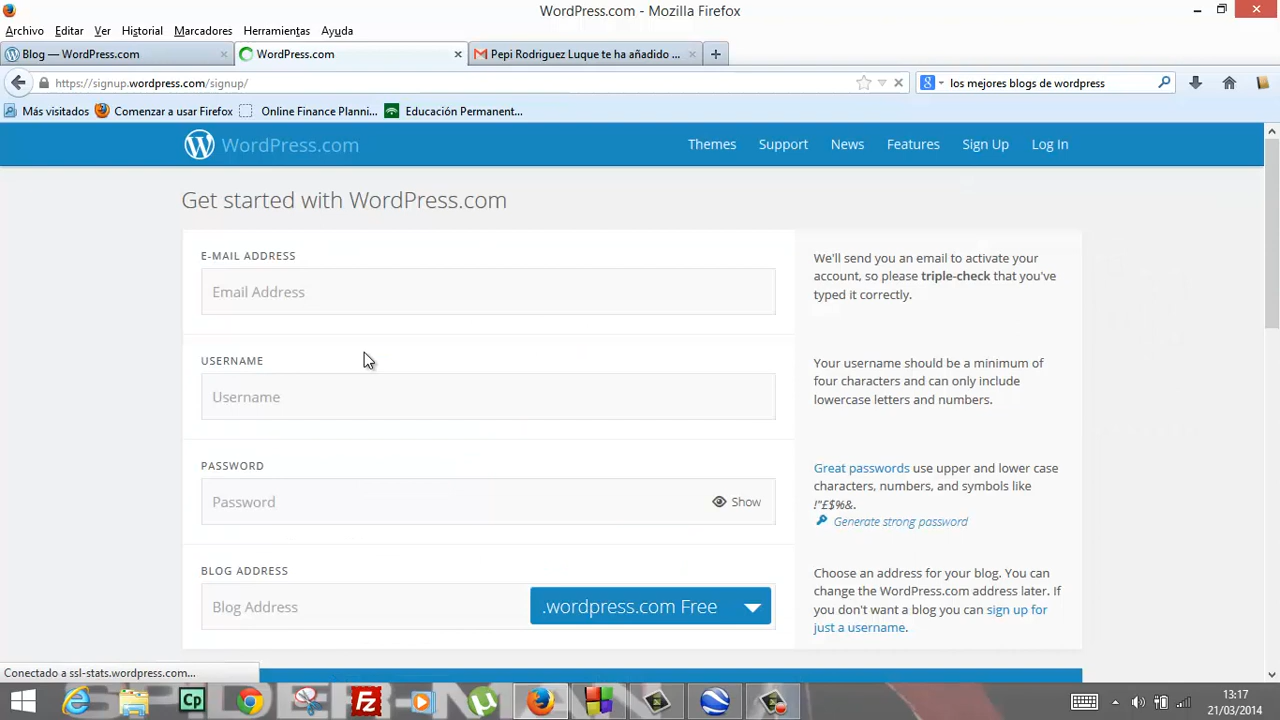 WordPress.com - Mozilla Firefox
Archivo Editar Ver Historial Marcadores Herramientas Ayuda
Blog — WordPress.com
WordPress.com
Pepi Rodriguez Luque te ha añadido ...
https://signup.wordpress.com/signup/
los mejores blogs de wordpress
Más visitados Comenzar a usar Firefox Online Finance Planni... Educación Permanent...
WordPress.com
Themes Support News Features Sign Up Log In
Get started with WordPress.com
E-MAIL ADDRESS
Email Address
We'll send you an email to activate your
account, so please triple-check that you've
typed it correctly.
USERNAME
Username
Your username should be a minimum of
four characters and can only include
lowercase letters and numbers.
PASSWORD
Password
Show
Great passwords use upper and lower case
characters, numbers, and symbols like
!"£$%&.
Generate strong password
BLOG ADDRESS
Blog Address
.wordpress.com Free
Choose an address for your blog. You can
change the WordPress.com address later. If
you don't want a blog you can sign up for
just a username.
Conectado a ssl-stats.wordpress.com...
13:17
21/03/2014